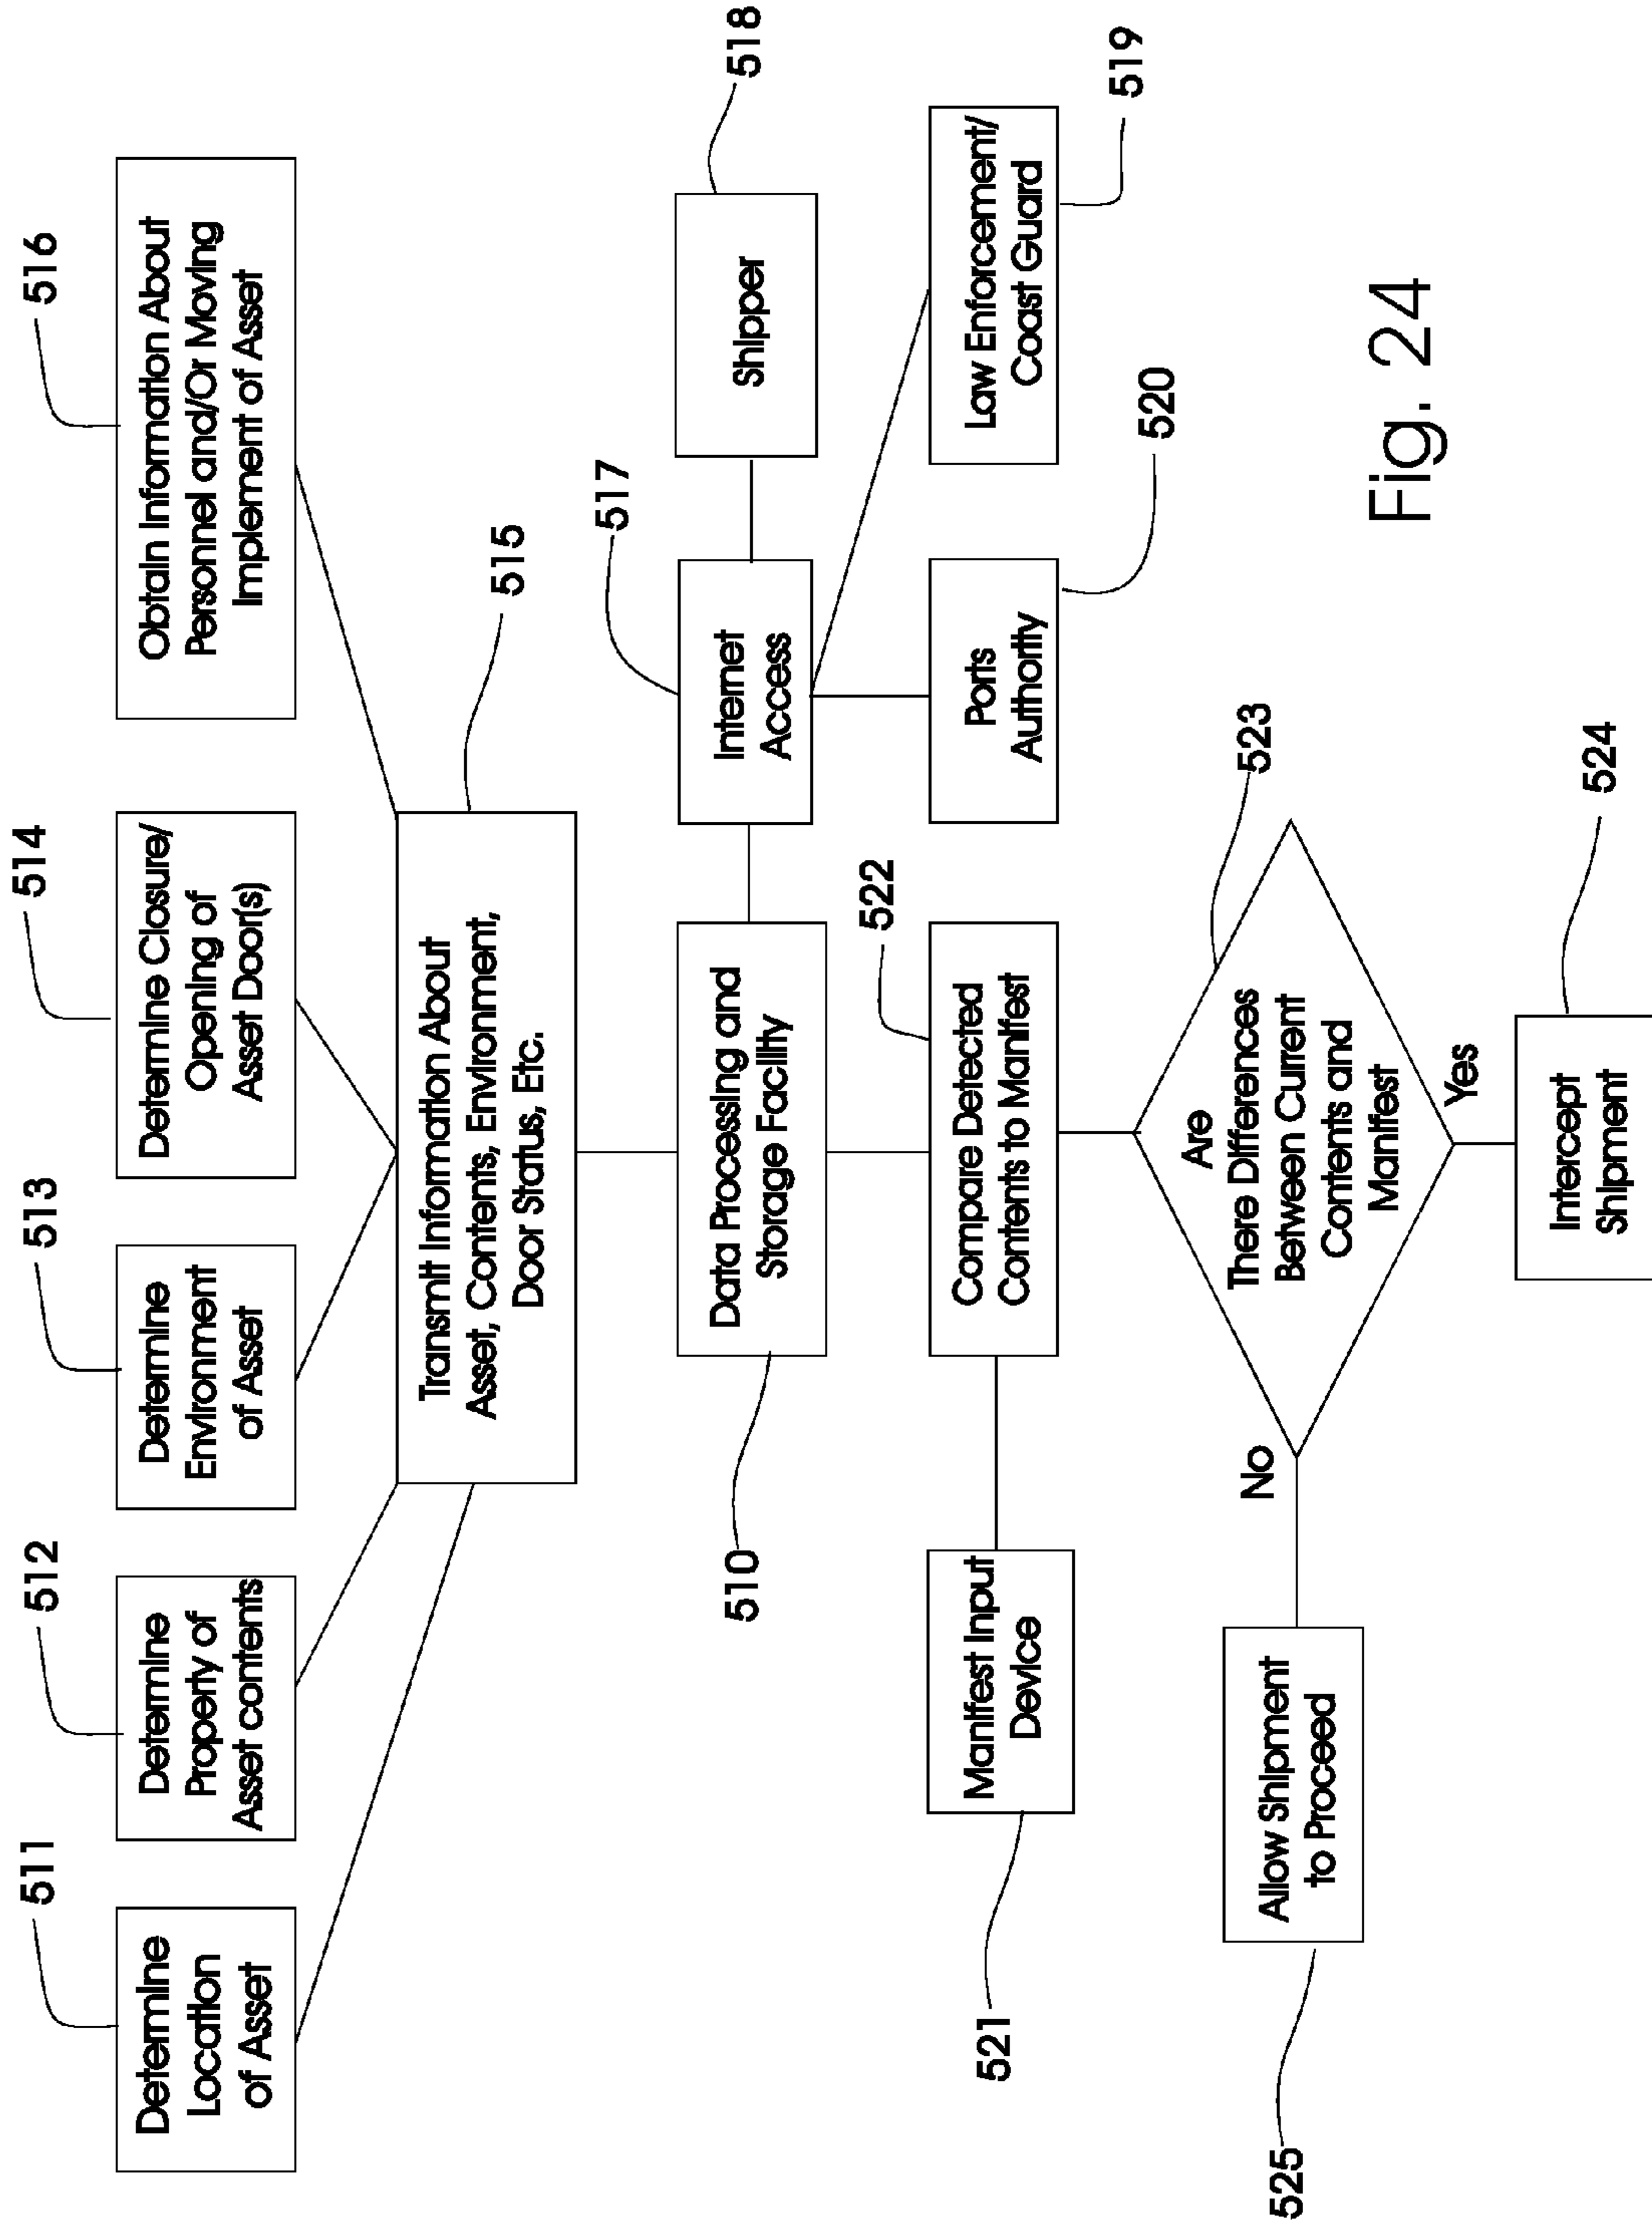 511
Determine
Location
of Asset
512
Determine
Property of
Asset contents
513
Determine
Environment
of Asset
514
Determine Closure/
Opening of
Asset Door(s)
516
Obtain Information About
Personnel and/Or Moving
Implement of Asset
515
Transmit Information About
Asset, Contents, Environment,
Door Status, Etc.
510
Data Processing and
Storage Facility
517
Internet
Access
518
Shipper
521
Manifest Input
Device
522
Compare Detected
Contents to Manifest
520
Ports
Authority
519
Law Enforcement/
Coast Guard
525
Allow Shipment
to Proceed
No
523
Are
There Differences
Between Current
Contents and
Manifest
Yes
524
Intercept
Shipment
Fig. 24